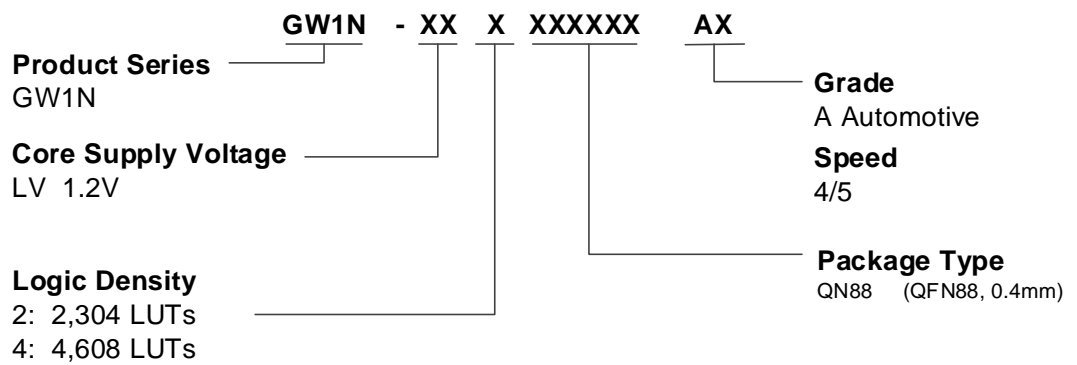 GW1N - XX X XXXXXX AX
Product Series
GW1N
Core Supply Voltage
LV 1.2V
Logic Density
2: 2,304 LUTs
4: 4,608 LUTs
Grade
A Automotive
Speed
4/5
Package Type
QN88 (QFN88, 0.4mm)